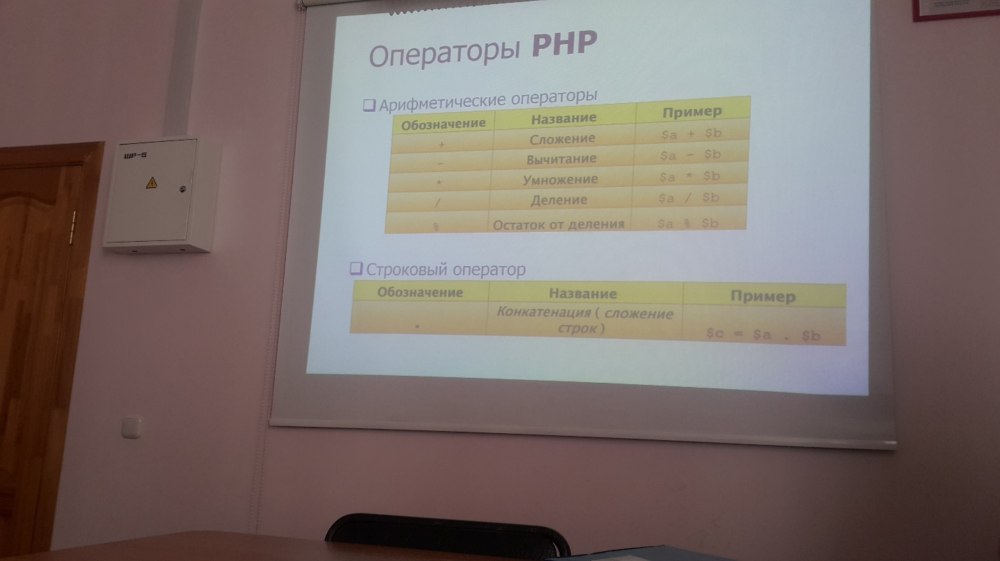 Операторы PHP
Арифметические операторы
Обозначение Название Пример
+ Сложение $a + $b
− Вычитание $a − $b
* Умножение $a * $b
/ Деление $a / $b
% Остаток от деления $a % $b
Строковый оператор
Обозначение Название Пример
. Конкатенация ( сложение строк ) $c = $a . $b
ШР-5